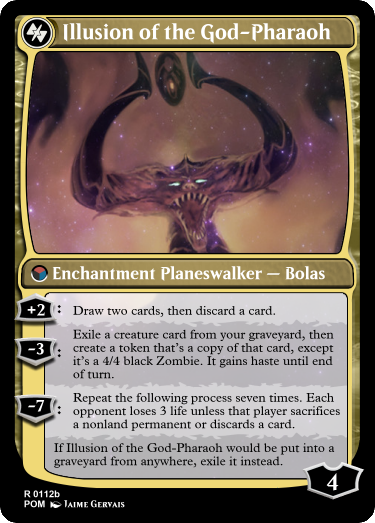 Illusion of the God-Pharaoh
Enchantment Planeswalker — Bolas
+2: Draw two cards, then discard a card.
-3: Exile a creature card from your graveyard, then
create a token that's a copy of that card, except
it's a 4/4 black Zombie. It gains haste until end
of turn.
-7: Repeat the following process seven times. Each
opponent loses 3 life unless that player sacrifices
a nonland permanent or discards a card.
If Illusion of the God-Pharaoh would be put into a
graveyard from anywhere, exile it instead.
4
R 0112b
POM Jaime Gervais